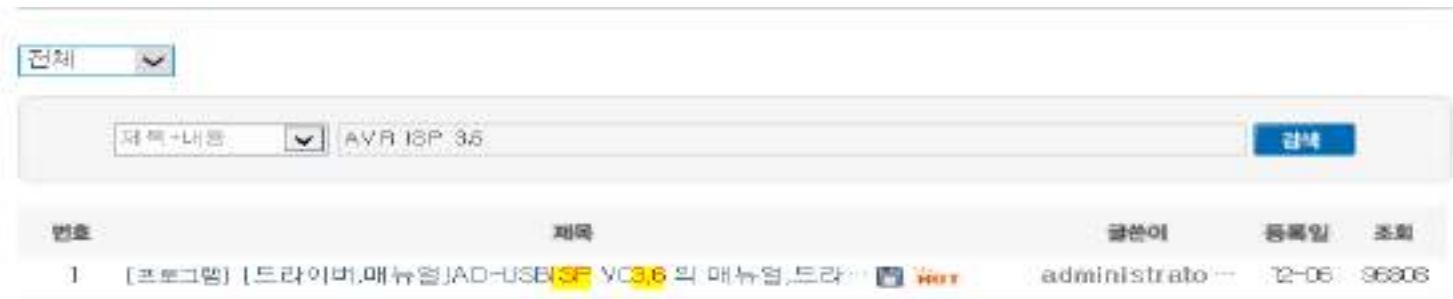 전체
제목+내용 AVR ISP 3.6 검색
번호 제목 글쓴이 등록일 조회
1 [프로그램] [드라이버,매뉴얼]AD-USBISP V03,6 의 매뉴얼,드라… HOT administrato… 12-06 96806